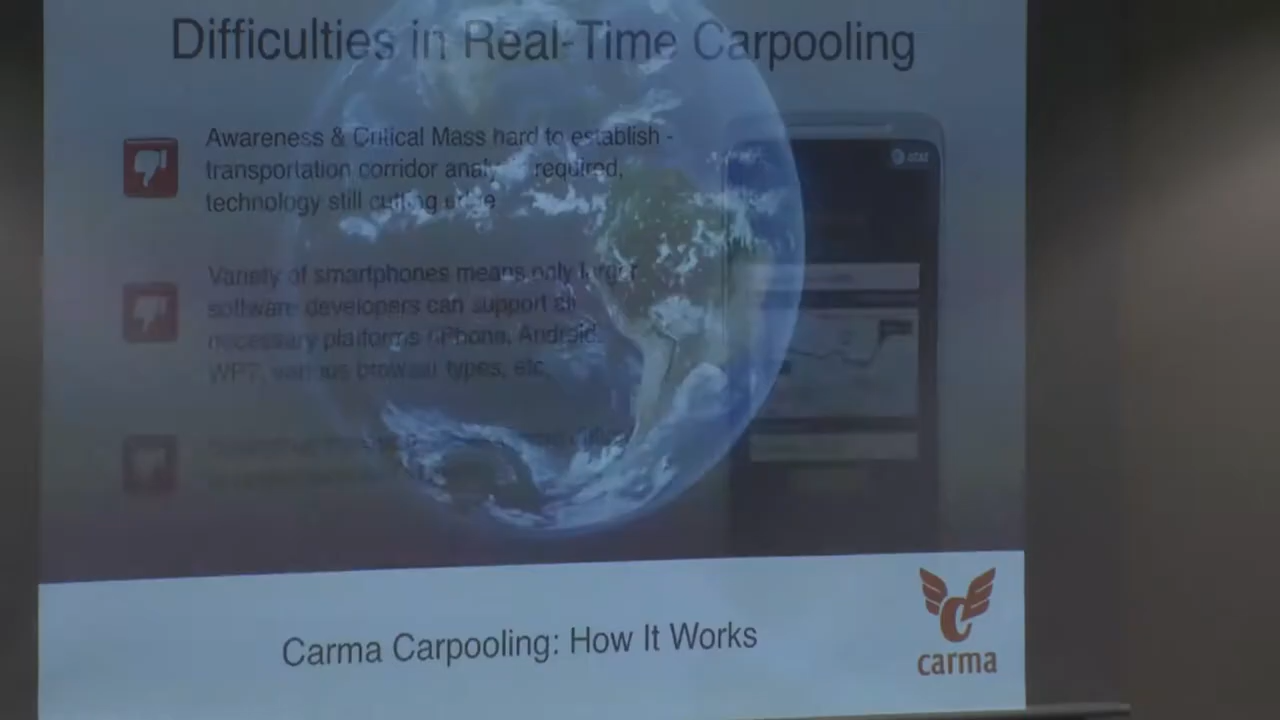 Difficulties in Real-Time Carpooling
Awareness & Critical Mass hard to establish -
transportation corridor required,
technology still cutting edge
at&t
Variety of smartphones means only larger
software developers can support all
necessary platforms iPhone, Android,
WP7, various browser types, etc
Carma Carpooling: How It Works
carma